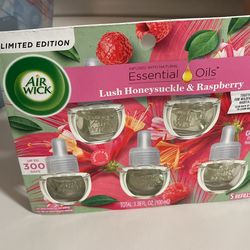 LIMITED EDITION
INFUSED WITH NATURAL
Essential Oils
AIR
WICK
Lush Honeysuckle & Raspberry
UP TO
300
DAYS
TOTAL: 3.38 FL. OZ. (100 mL)
5 REFILLS